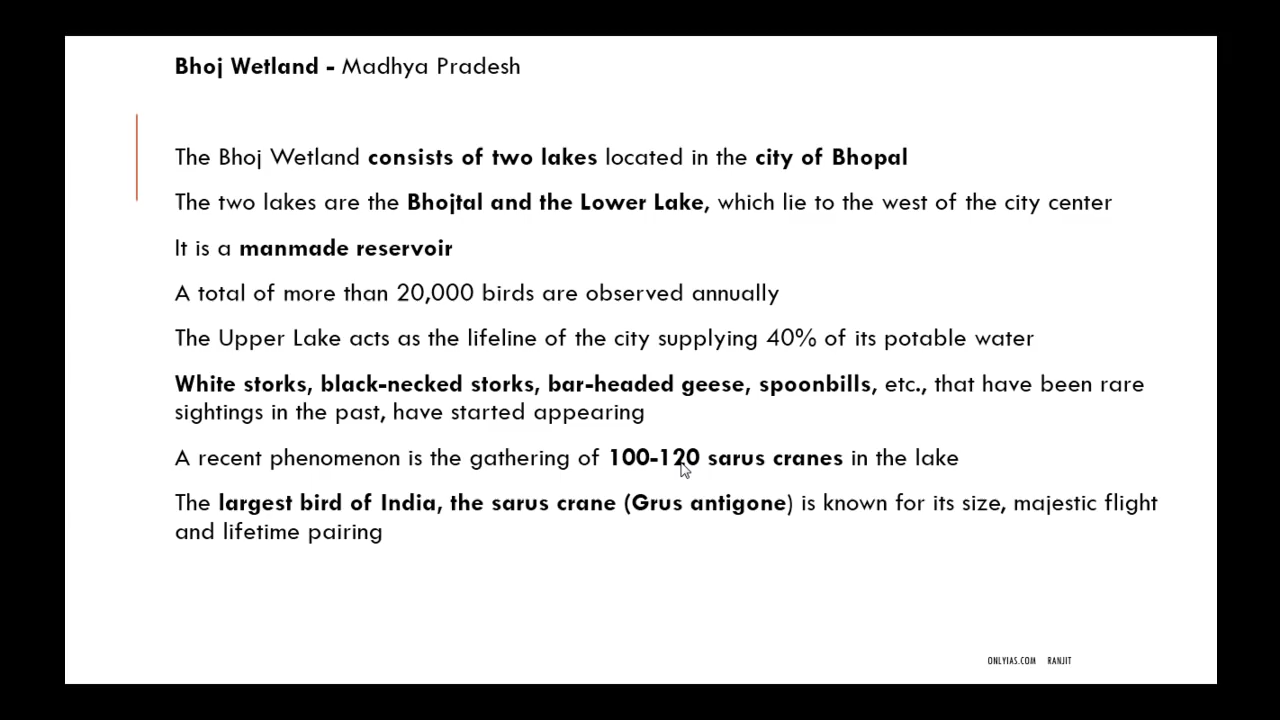 Bhoj Wetland - Madhya Pradesh
The Bhoj Wetland consists of two lakes located in the city of Bhopal
The two lakes are the Bhojtal and the Lower Lake, which lie to the west of the city center
It is a manmade reservoir
A total of more than 20,000 birds are observed annually
The Upper Lake acts as the lifeline of the city supplying 40% of its potable water
White storks, black-necked storks, bar-headed geese, spoonbills, etc., that have been rare
sightings in the past, have started appearing
A recent phenomenon is the gathering of 100-120 sarus cranes in the lake
The largest bird of India, the sarus crane (Grus antigone) is known for its size, majestic flight
and lifetime pairing
ONLYIAS.COM RANJIT